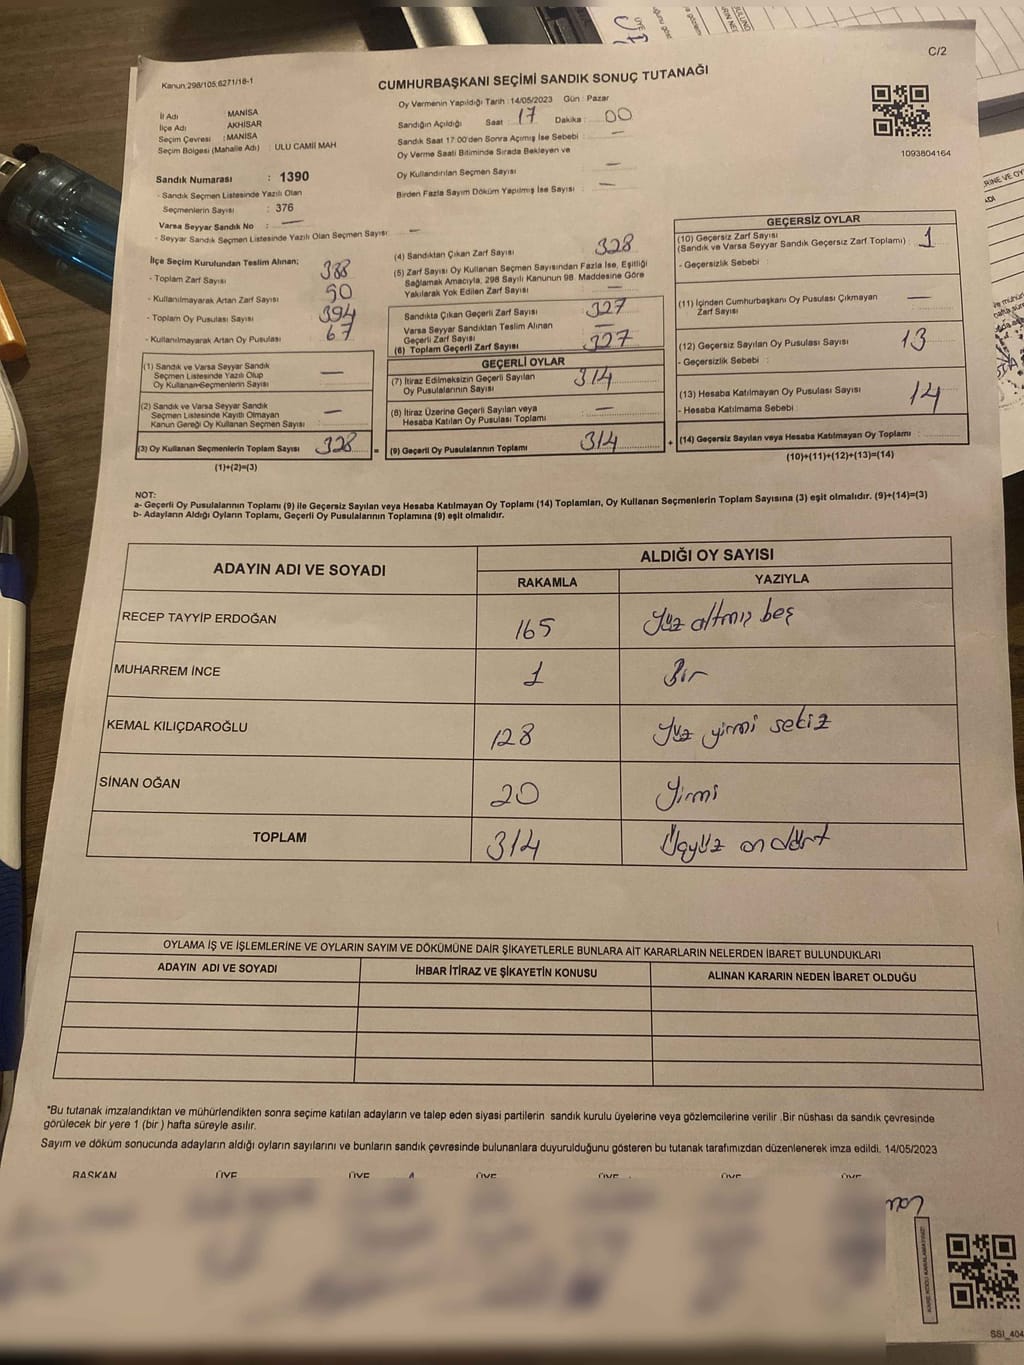 C/2
Kanun:298/105,6271/18-1
CUMHURBAŞKANI SEÇİMİ SANDIK SONUÇ TUTANAĞI
1093804164
İl Adı : MANİSA
İlçe Adı : AKHİSAR
Seçim Çevresi : MANİSA
Seçim Bölgesi (Mahalle Adı) : ULU CAMİİ MAH
Oy Vermenin Yapıldığı Tarih :14/05/2023 Gün : Pazar
Sandığın Açıldığı Saat : 17 Dakika : 00
Sandık Saat 17:00'den Sonra Açımış İse Sebebi : —
Oy Verme Saati Bitiminde Sırada Bekleyen ve
Oy Kullandırılan Seçmen Sayısı : —
Birden Fazla Sayım Döküm Yapılmış İse Sayısı : —
Sandık Numarası : 1390
- Sandık Seçmen Listesinde Yazılı Olan
Seçmenlerin Sayısı : 376
Varsa Seyyar Sandık No : —
- Seyyar Sandık Seçmen Listesinde Yazılı Olan Seçmen Sayısı: —
İlçe Seçim Kurulundan Teslim Alınan;
- Toplam Zarf Sayısı 388
- Kullanılmayarak Artan Zarf Sayısı 90
- Toplam Oy Pusulası Sayısı 394
- Kullanılmayarak Artan Oy Pusulası 67
(1) Sandık ve Varsa Seyyar Sandık
Seçmen Listesinde Yazılı Olup
Oy Kullanan Seçmenlerin Sayısı —
(2) Sandık ve Varsa Seyyar Sandık
Seçmen Listesinde Kayıtlı Olmayan
Kanun Gereği Oy Kullanan Seçmen Sayısı —
(3) Oy Kullanan Seçmenlerin Toplam Sayısı 328 =
(1)+(2)=(3)
(4) Sandıktan Çıkan Zarf Sayısı 328
(5) Zarf Sayısı Oy Kullanan Seçmen Sayısından Fazla İse, Eşitliği
Sağlamak Amacıyla, 298 Sayılı Kanunun 98. Maddesine Göre
Yakılarak Yok Edilen Zarf Sayısı —
Sandıkta Çıkan Geçerli Zarf Sayısı 327
Varsa Seyyar Sandıktan Teslim Alınan
Geçerli Zarf Sayısı —
(6) Toplam Geçerli Zarf Sayısı 327
GEÇERLİ OYLAR
(7) İtiraz Edilmeksizin Geçerli Sayılan
Oy Pusulalarının Sayısı 314
(8) İtiraz Üzerine Geçerli Sayılan veya
Hesaba Katılan Oy Pusulası Toplamı —
(9) Geçerli Oy Pusulalarının Toplamı 314 +
GEÇERSİZ OYLAR
(10) Geçersiz Zarf Sayısı
(Sandık ve Varsa Seyyar Sandık Geçersiz Zarf Toplamı) 1
- Geçersizlik Sebebi :
(11) İçinden Cumhurbaşkanı Oy Pusulası Çıkmayan
Zarf Sayısı —
(12) Geçersiz Sayılan Oy Pusulası Sayısı 13
- Geçersizlik Sebebi :
(13) Hesaba Katılmayan Oy Pusulası Sayısı 14
- Hesaba Katılmama Sebebi :
(14) Geçersiz Sayılan veya Hesaba Katılmayan Oy Toplamı :
(10)+(11)+(12)+(13)=(14)
NOT:
a- Geçerli Oy Pusulalarının Toplamı (9) ile Geçersiz Sayılan veya Hesaba Katılmayan Oy Toplamı (14) Toplamları, Oy Kullanan Seçmenlerin Toplam Sayısına (3) eşit olmalıdır. (9)+(14)=(3)
b- Adayların Aldığı Oyların Toplamı, Geçerli Oy Pusulalarının Toplamına (9) eşit olmalıdır.
ADAYIN ADI VE SOYADI ALDIĞI OY SAYISI
RAKAMLA YAZIYLA
RECEP TAYYİP ERDOĞAN 165 Yüz altmış beş
MUHARREM İNCE 1 Bir
KEMAL KILIÇDAROĞLU 128 Yüz yirmi sekiz
SİNAN OĞAN 20 Yirmi
TOPLAM 314 Üçyüz on dört
OYLAMA İŞ VE İŞLEMLERİNE VE OYLARIN SAYIM VE DÖKÜMÜNE DAİR ŞİKAYETLERLE BUNLARA AİT KARARLARIN NELERDEN İBARET BULUNDUKLARI
ADAYIN ADI VE SOYADI İHBAR İTİRAZ VE ŞİKAYETİN KONUSU ALINAN KARARIN NEDEN İBARET OLDUĞU
*Bu tutanak imzalandıktan ve mühürlendikten sonra seçime katılan adayların ve talep eden siyasi partilerin sandık kurulu üyelerine veya gözlemcilerine verilir .Bir nüshası da sandık çevresinde
görülecek bir yere 1 (bir ) hafta süreyle asılır.
Sayım ve döküm sonucunda adayların aldığı oyların sayılarını ve bunların sandık çevresinde bulunanlara duyurulduğunu gösteren bu tutanak tarafımızdan düzenlenerek imza edildi. 14/05/2023
BAŞKAN ÜYE ÜYE ÜYE ÜYE ÜYE ÜYE
KARE KODU KARALAMAYINIZ!
SSI_404